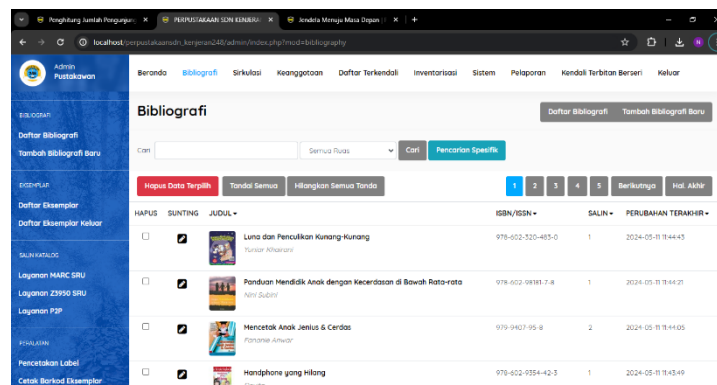 Penghitung Jumlah Pengunjung
PERPUSTAKAAN SDN KENJERAN
Jendela Menuju Masa Depan |
localhost/perpustakaansdn_kenjeran248/admin/index.php?mod=bibliography
Admin
Pustakawan
Beranda Bibliografi Sirkulasi Keanggotaan Daftar Terkendali Inventarisasi Sistem Pelaporan Kendali Terbitan Berseri Keluar
BIBLIOGRAFI
Daftar Bibliografi
Tambah Bibliografi Baru
EKSEMPLAR
Daftar Eksemplar
Daftar Eksemplar Keluar
SALIN KATALOG
Layanan MARC SRU
Layanan Z3950 SRU
Layanan P2P
PERALATAN
Pencetakan Label
Cetak Barkod Eksemplar
Bibliografi
Daftar Bibliografi Tambah Bibliografi Baru
Cari Semua Ruas Cari Pencarian Spesifik
Hapus Data Terpilih Tandai Semua Hilangkan Semua Tanda 1 2 3 4 5 Berikutnya Hal. Akhir
HAPUS SUNTING JUDUL ISBN/ISSN SALIN PERUBAHAN TERAKHIR
Luna dan Penculikan Kunang-Kunang 978-602-320-483-0 1 2024-05-11 11:44:43
Yuniar Khairani
Panduan Mendidik Anak dengan Kecerdasan di Bawah Rata-rata 978-602-98181-7-8 1 2024-05-11 11:44:21
Nini Subini
Mencetak Anak Jenius & Cerdas 979-9407-95-8 2 2024-05-11 11:44:05
Fananie Anwar
Handphone yang Hilang 978-602-9354-42-3 1 2024-05-11 11:43:49